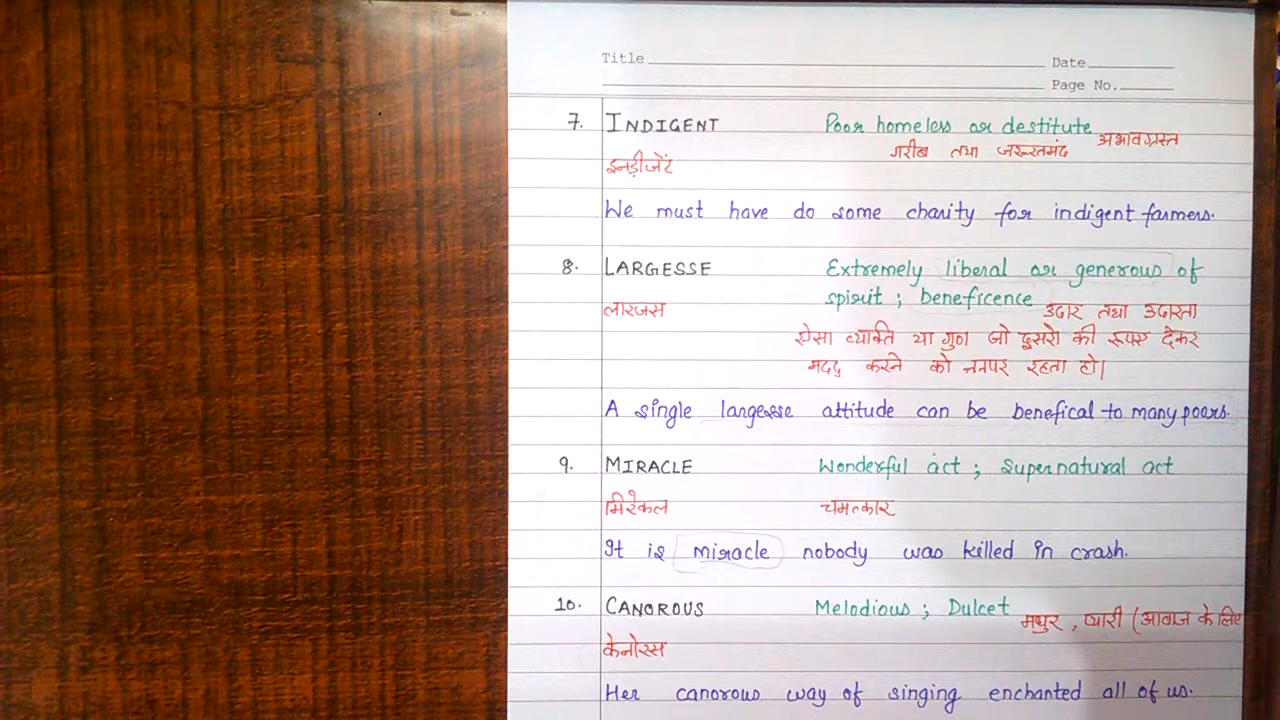 Title Date
Page No.
7. INDIGENT Poor homeless or destitute
गरीब तथा जरूरतमंद अभावग्रस्त
इनड़ीजेंट
We must have do some charity for indigent farmers.
8. LARGESSE Extremely liberal or generous of
spirit ; beneficence
लारजस उदार तथा उदारता
ऐसा व्यक्ति या गुण जो दुसरो की रूपए देकर
मदद करने को तत्पर रहता हो।
A single largesse attitude can be benefical to many poors.
9. MIRACLE Wonderful act ; Supernatural act
मिरेकल चमत्कार
It is miracle nobody was killed in crash.
10. CANOROUS Melodious ; Dulcet
मधुर , प्यारी (आवाज के लिए
केनोरस
Her canorous way of singing enchanted all of us.